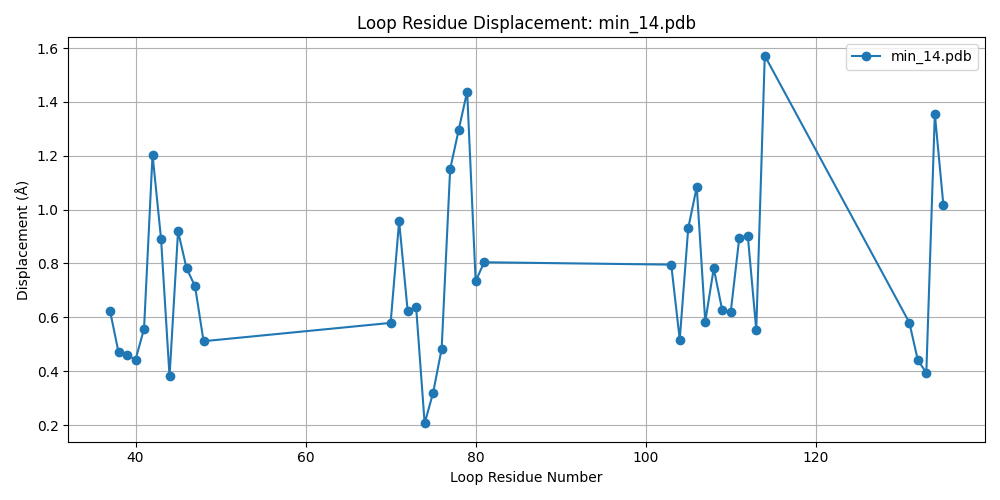 Loop Residue Displacement: min_14.pdb
min_14.pdb
Displacement (Å)
1.6
1.4
1.2
1.0
0.8
0.6
0.4
0.2
40 60 80 100 120
Loop Residue Number